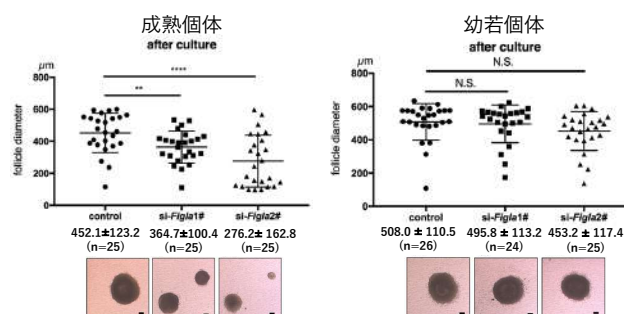 成熟個体
after culture
μm
****
**
800
600
400
200
0
follicle diameter
control
si-Figla1#
si-Figla2#
452.1±123.2
364.7±100.4
276.2± 162.8
(n=25)
(n=25)
(n=25)
幼若個体
after culture
μm
N.S.
N.S.
800
600
400
200
0
follicle diameter
control
si-Figla1#
si-Figla2#
508.0 ± 110.5
495.8 ± 113.2
453.2 ± 117.4
(n=26)
(n=24)
(n=25)